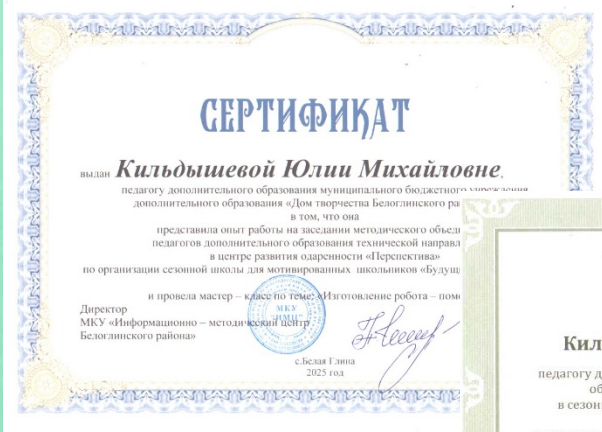 СЕРТИФИКАТ
выдан Кильдышевой Юлии Михайловне,
педагогу дополнительного образования муниципального бюджетного учреждения
дополнительного образования «Дом творчества Белоглинского ра
в том, что она
представила опыт работы на заседании методического объеди
педагогов дополнительного образования технической направл
в центре развития одаренности «Перспектива»
по организации сезонной школы для мотивированных школьников «Будущ
и провела мастер – класс по теме: «Изготовление робота – пом
Директор
МКУ «Информационно – методический центр
Белоглинского района»
МКУ
"ИМЦ"
с.Белая Глина
2025 год
Кил
педагогу д
об
в сезон